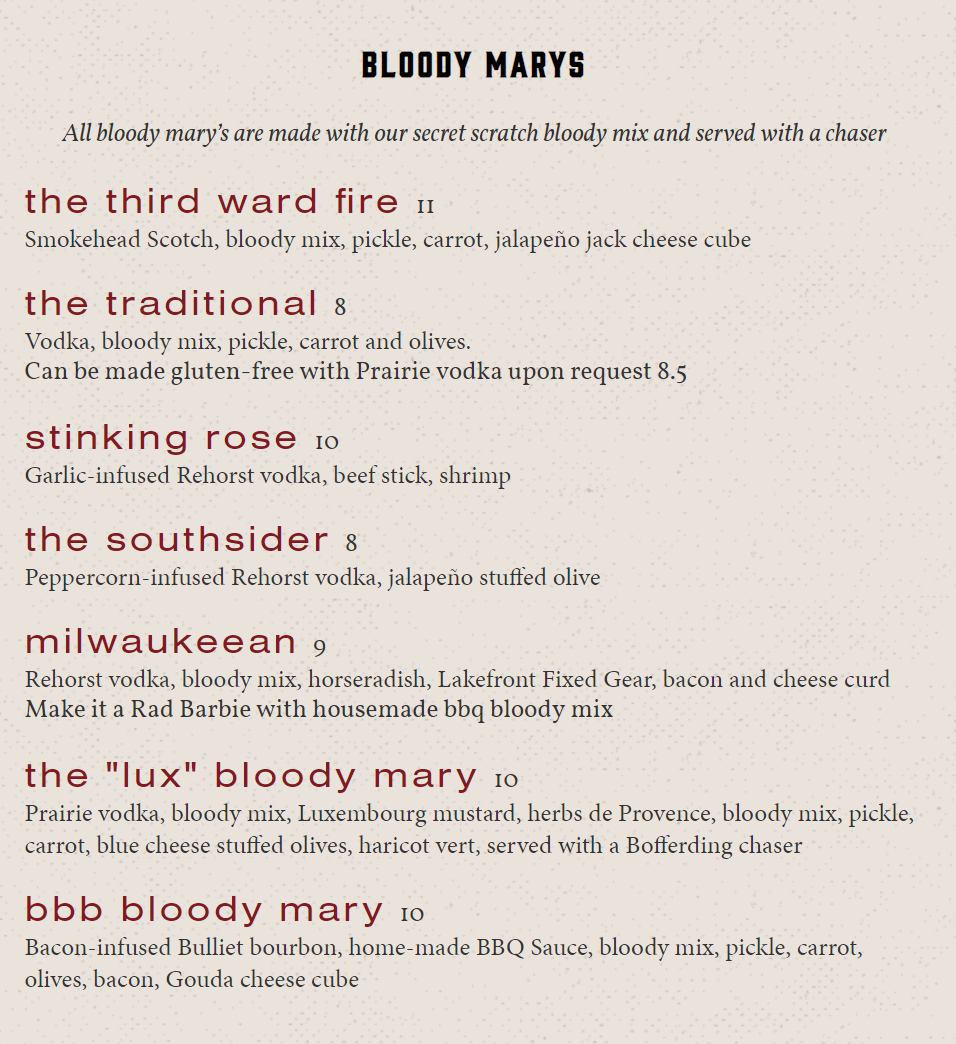 BLOODY MARYS
All bloody mary's are made with our secret scratch bloody mix and served with a chaser
the third ward fire 11
Smokehead Scotch, bloody mix, pickle, carrot, jalapeño jack cheese cube
the traditional 8
Vodka, bloody mix, pickle, carrot and olives.
Can be made gluten-free with Prairie vodka upon request 8.5
stinking rose 10
Garlic-infused Rehorst vodka, beef stick, shrimp
the southsider 8
Peppercorn-infused Rehorst vodka, jalapeño stuffed olive
milwaukeean 9
Rehorst vodka, bloody mix, horseradish, Lakefront Fixed Gear, bacon and cheese curd
Make it a Rad Barbie with housemade bbq bloody mix
the "lux" bloody mary 10
Prairie vodka, bloody mix, Luxembourg mustard, herbs de Provence, bloody mix, pickle,
carrot, blue cheese stuffed olives, haricot vert, served with a Bofferding chaser
bbb bloody mary 10
Bacon-infused Bulliet bourbon, home-made BBQ Sauce, bloody mix, pickle, carrot,
olives, bacon, Gouda cheese cube